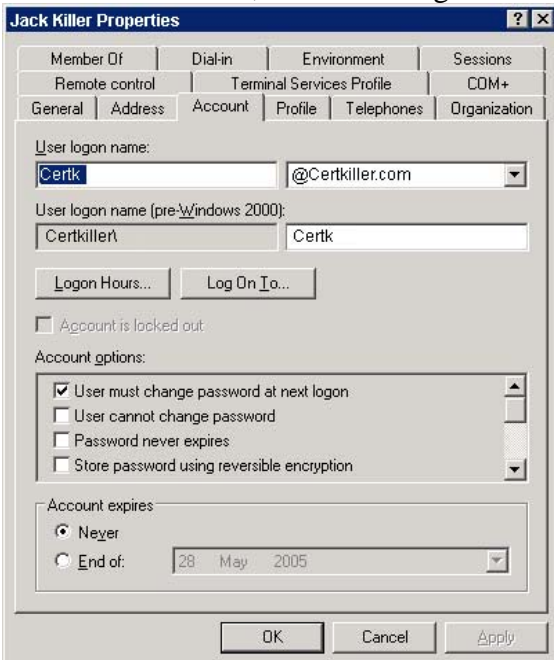 Jack Killer Properties
Member Of Dial-in Environment Sessions
Remote control Terminal Services Profile COM+
General Address Account Profile Telephones Organization
User logon name:
Certk @Certkiller.com
User logon name (pre-Windows 2000):
Certkiller\ Certk
Logon Hours... Log On To...
Account is locked out
Account options:
User must change password at next logon
User cannot change password
Password never expires
Store password using reversible encryption
Account expires
Never
End of: 28 May 2005
OK Cancel Apply